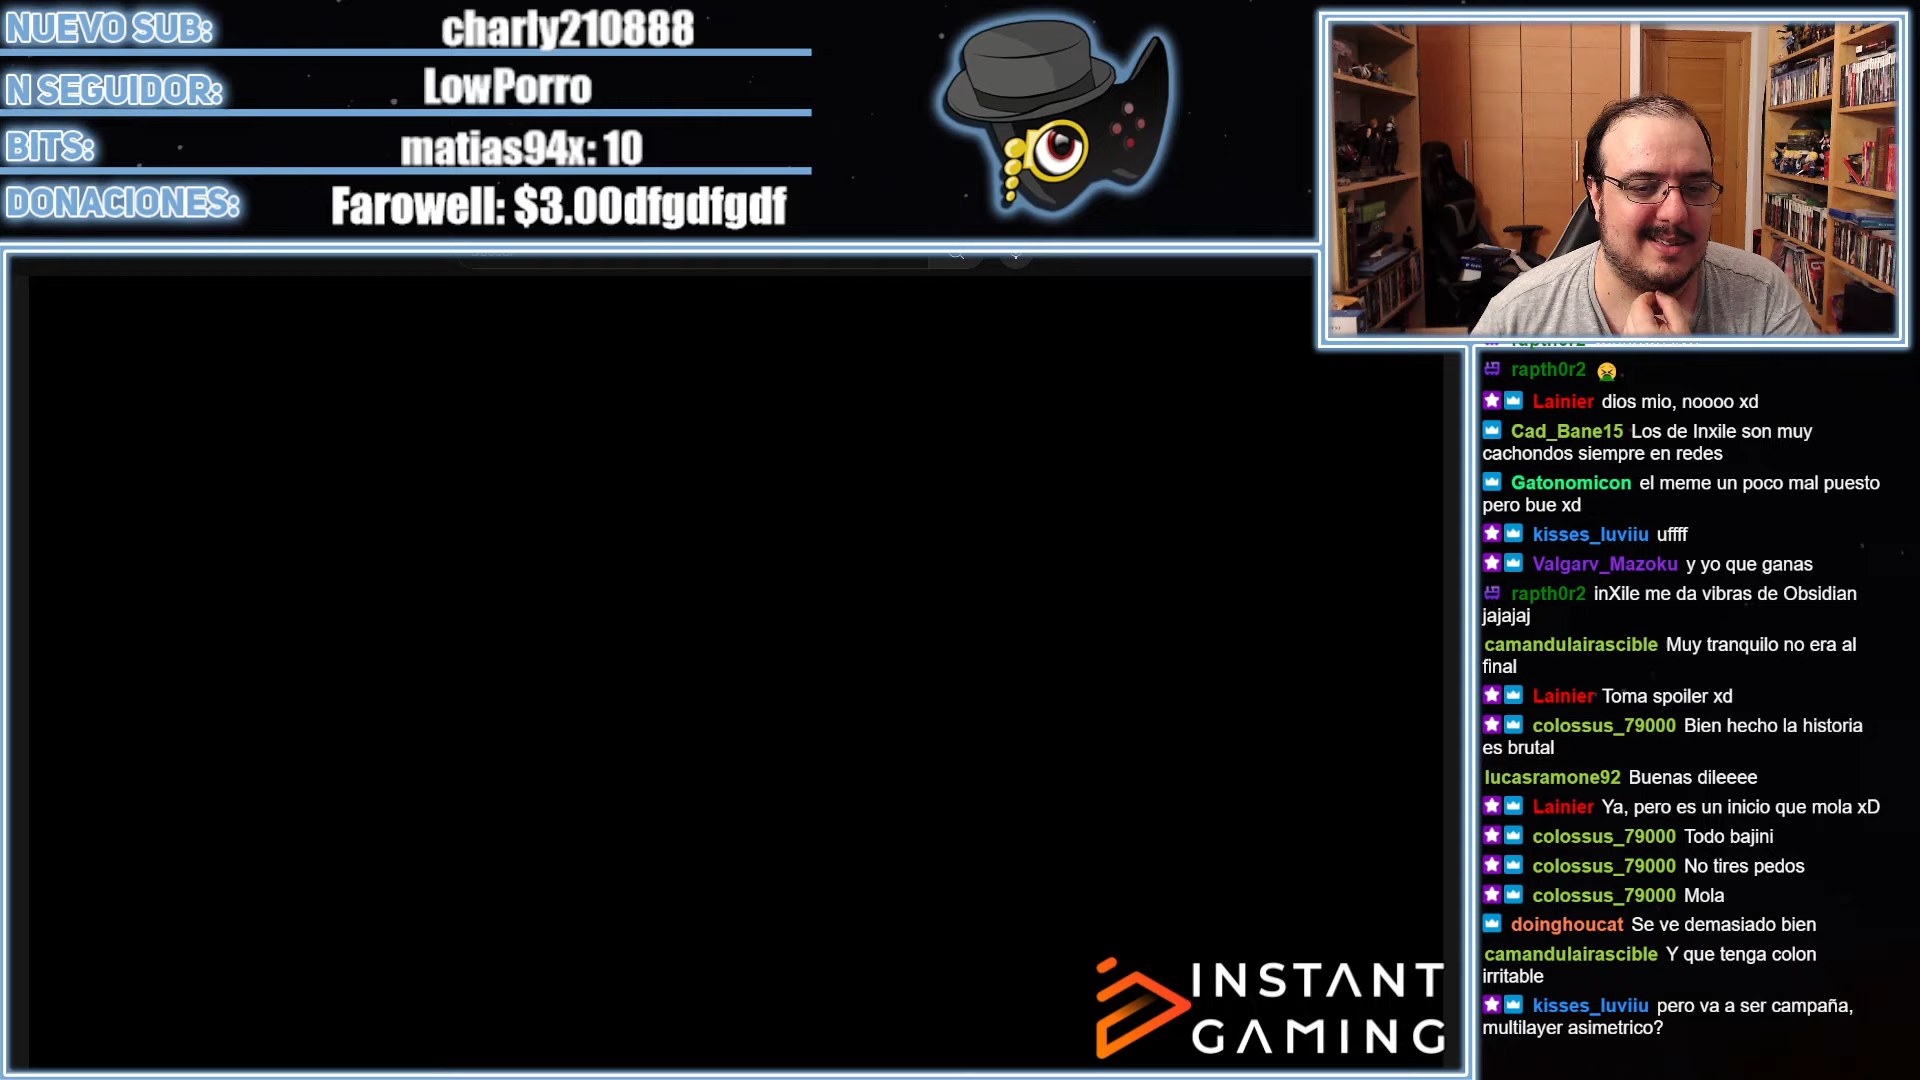 NUEVO SUB: charly210888
N SEGUIDOR: LowPorro
BITS: matias94x: 10
DONACIONES: Farowell: $3.00dfgdfgdf
rapth0r2
Lainier dios mio, noooo xd
Cad_Bane15 Los de Inxile son muy
cachondos siempre en redes
Gatonomicon el meme un poco mal puesto
pero bue xd
kisses_luviiu uffff
Valgarv_Mazoku y yo que ganas
rapth0r2 inXile me da vibras de Obsidian
jajajaj
camandulairascible Muy tranquilo no era al
final
Lainier Toma spoiler xd
colossus_79000 Bien hecho la historia
es brutal
lucasramone92 Buenas dileeee
Lainier Ya, pero es un inicio que mola xD
colossus_79000 Todo bajini
colossus_79000 No tires pedos
colossus_79000 Mola
doinghoucat Se ve demasiado bien
camandulairascible Y que tenga colon
irritable
kisses_luviiu pero va a ser campaña,
multilayer asimetrico?
INSTANT
GAMING